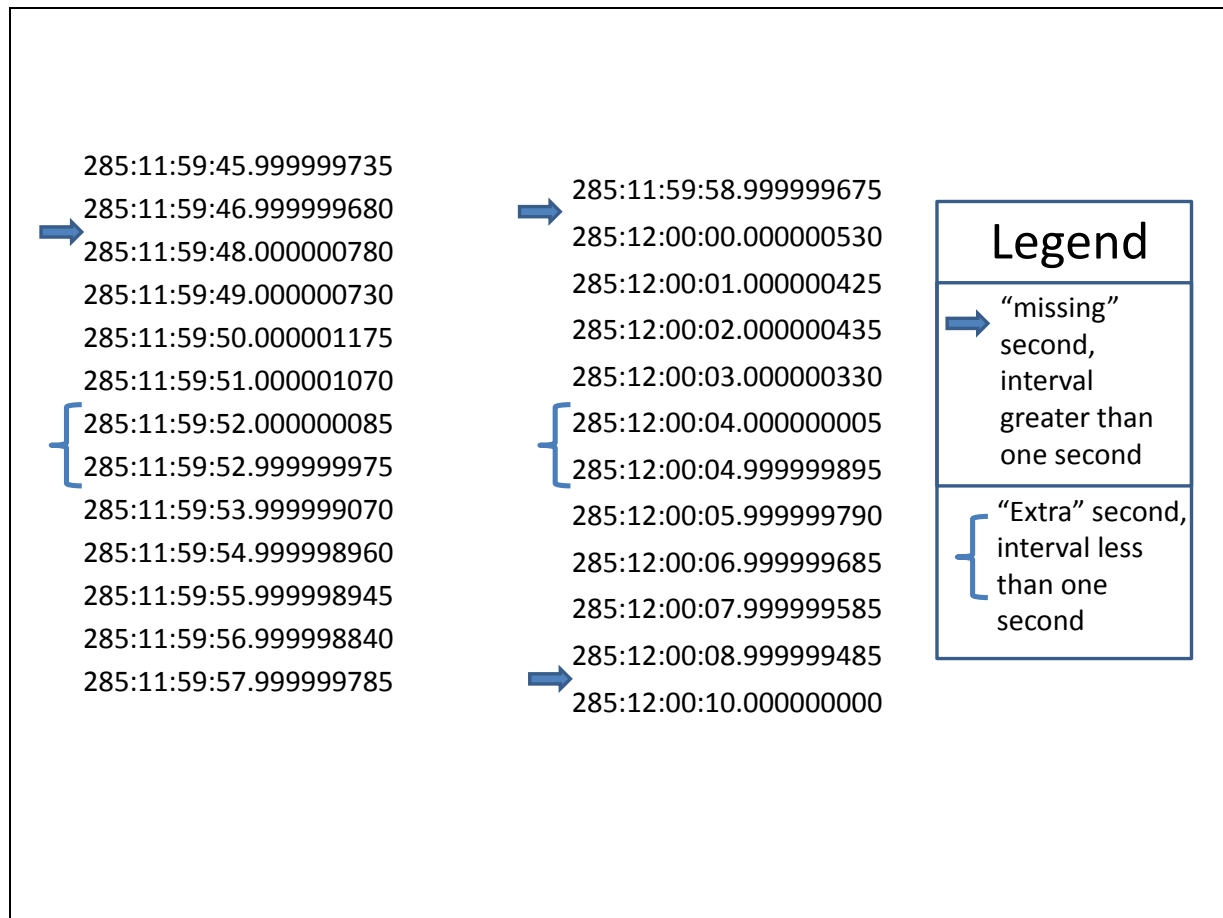 285:11:59:45.999999735
285:11:59:46.999999680
285:11:59:48.000000780
285:11:59:49.000000730
285:11:59:50.000001175
285:11:59:51.000001070
285:11:59:52.000000085
285:11:59:52.999999975
285:11:59:53.999999070
285:11:59:54.999998960
285:11:59:55.999998945
285:11:59:56.999998840
285:11:59:57.999999785
285:11:59:58.999999675
285:12:00:00.000000530
285:12:00:01.000000425
285:12:00:02.000000435
285:12:00:03.000000330
285:12:00:04.000000005
285:12:00:04.999999895
285:12:00:05.999999790
285:12:00:06.999999685
285:12:00:07.999999585
285:12:00:08.999999485
285:12:00:10.000000000
Legend
“missing”
second,
interval
greater than
one second
“Extra” second,
interval less
than one
second